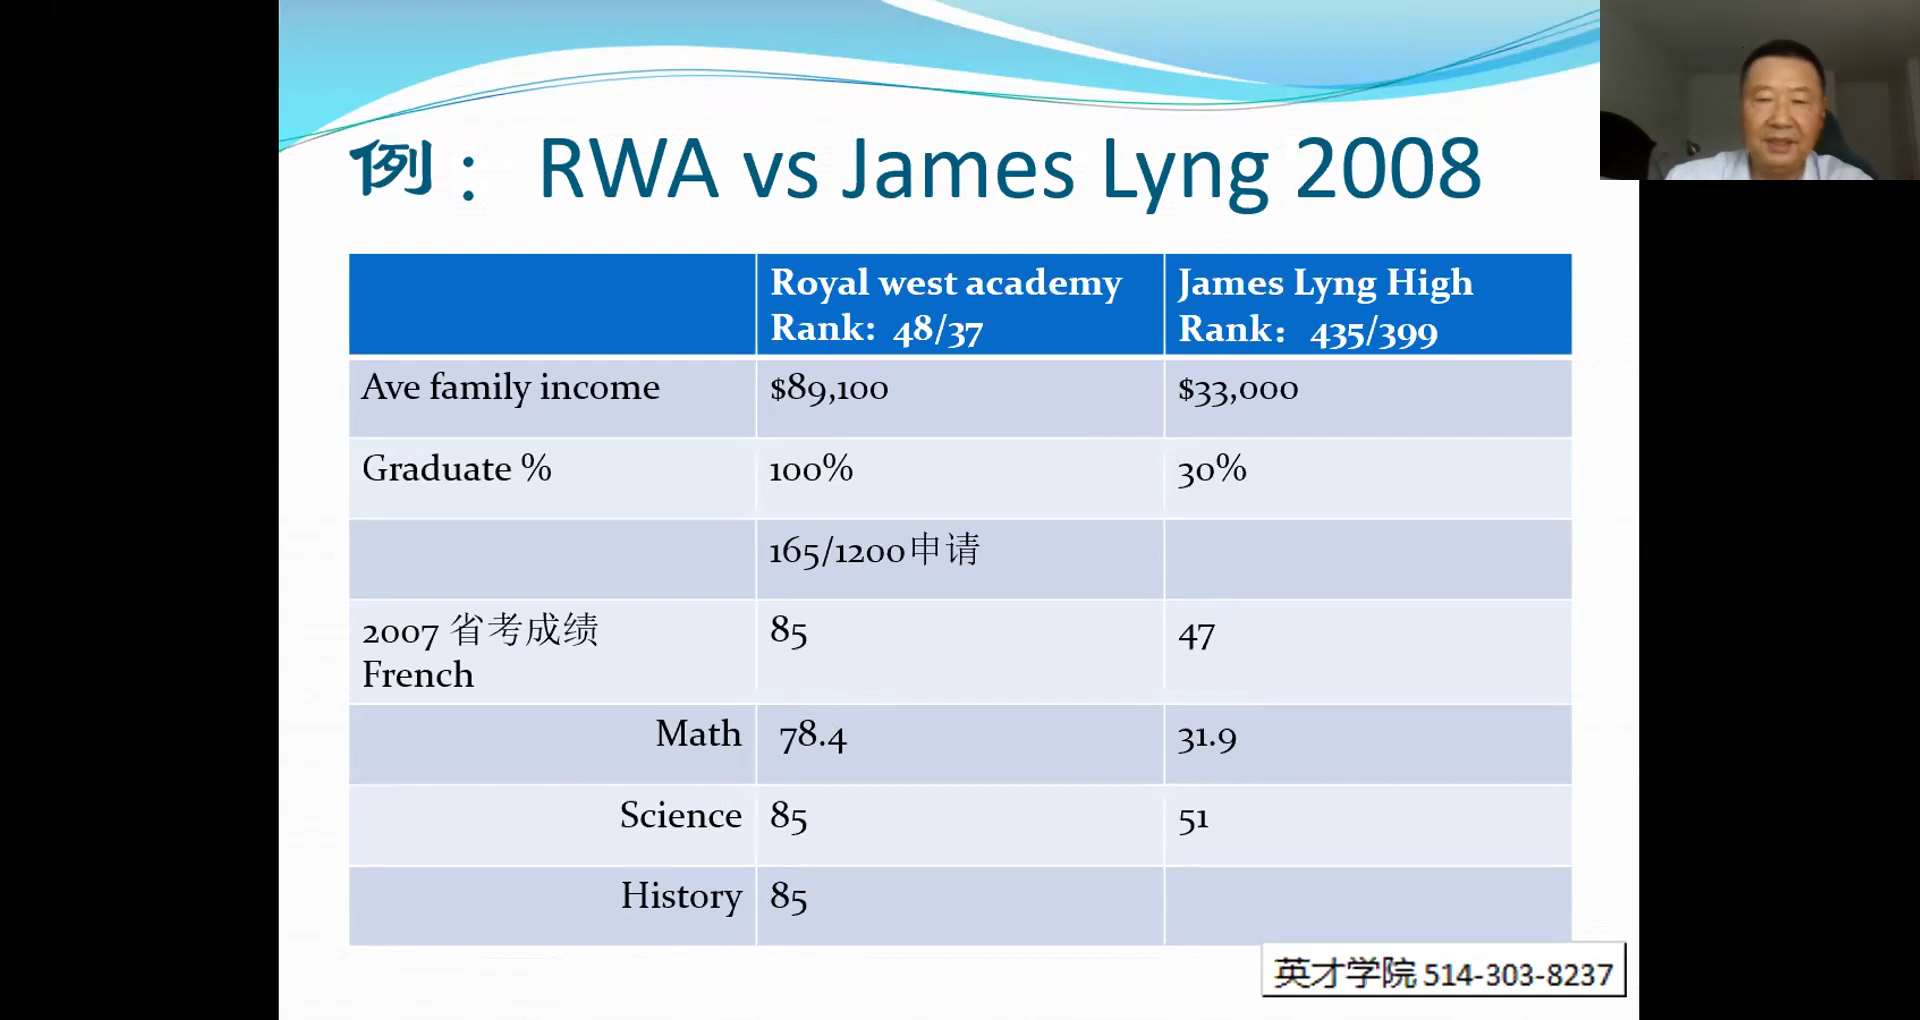 例： RWA vs James Lyng 2008
Royal west academy
Rank: 48/37
James Lyng High
Rank： 435/399
Ave family income
$89,100
$33,000
Graduate %
100%
30%
165/1200申请
2007 省考成绩
French
85
47
Math
78.4
31.9
Science
85
51
History
85
英才学院 514-303-8237